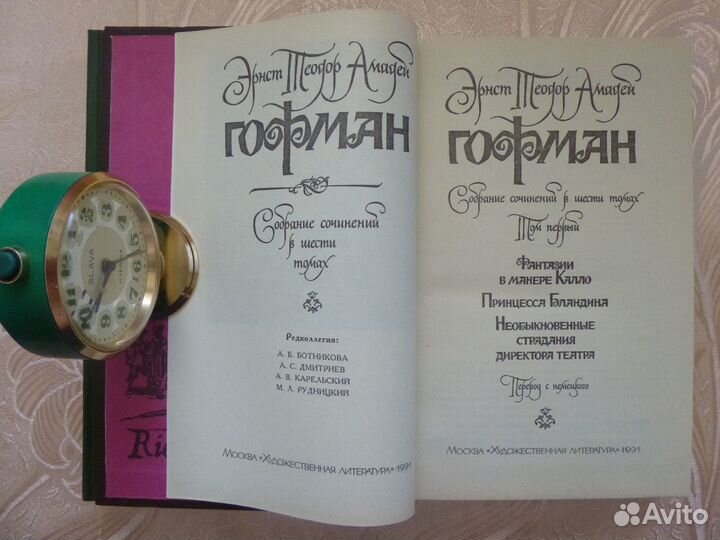 Эрнст Теодор Амадей
ГОФМАН
Собрание сочинений
в шести
томах
Редколлегия:
А. Б. БОТНИКОВА
А. С. ДМИТРИЕВ
А. В. КАРЕЛЬСКИЙ
М. Л. РУДНИЦКИЙ
Москва «Художественная литература» 1991
Эрнст Теодор Амадей
ГОФМАН
Собрание сочинений в шести томах
Том первый
Фантазии
в манере Калло
Принцесса Бландина
Необыкновенные
страдания
директора театра
Перевод с немецкого
Москва «Художественная литература» 1991
SLAVA
Ri
Avito